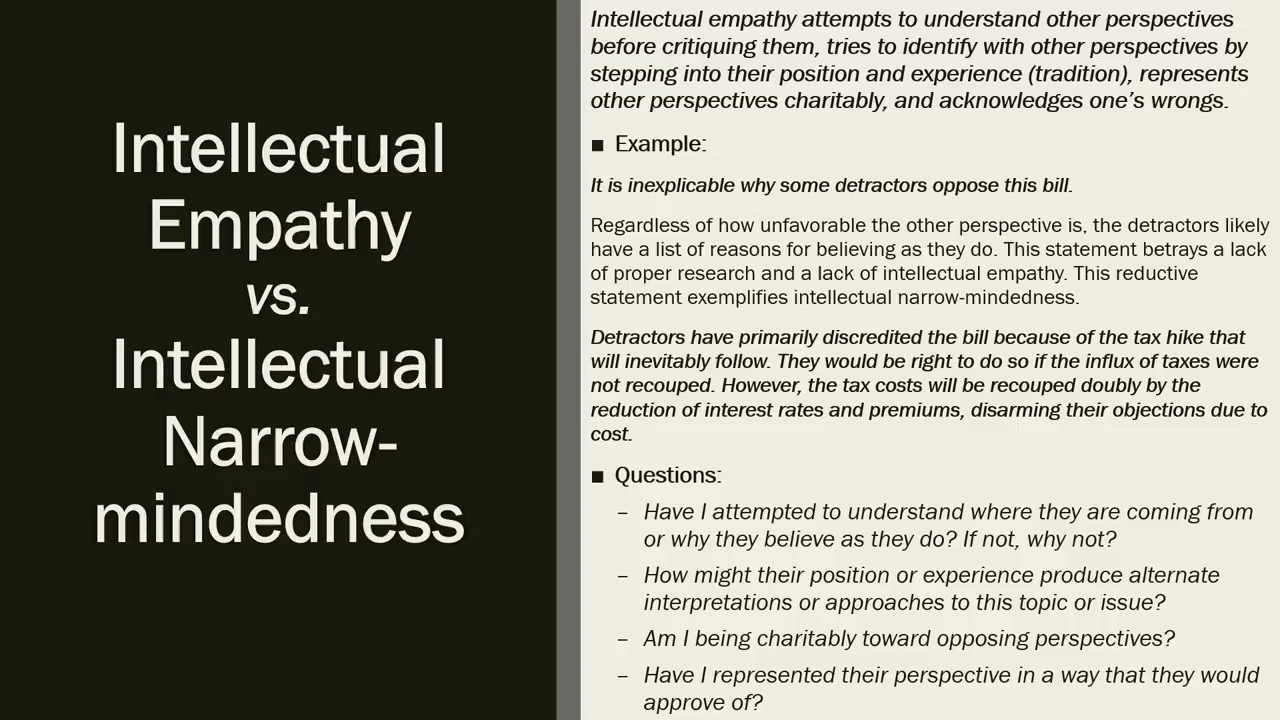 Intellectual
Empathy
vs.
Intellectual
Narrow-
mindedness
Intellectual empathy attempts to understand other perspectives
before critiquing them, tries to identify with other perspectives by
stepping into their position and experience (tradition), represents
other perspectives charitably, and acknowledges one’s wrongs.
■ Example:
It is inexplicable why some detractors oppose this bill.
Regardless of how unfavorable the other perspective is, the detractors likely
have a list of reasons for believing as they do. This statement betrays a lack
of proper research and a lack of intellectual empathy. This reductive
statement exemplifies intellectual narrow-mindedness.
Detractors have primarily discredited the bill because of the tax hike that
will inevitably follow. They would be right to do so if the influx of taxes were
not recouped. However, the tax costs will be recouped doubly by the
reduction of interest rates and premiums, disarming their objections due to
cost.
■ Questions:
– Have I attempted to understand where they are coming from
or why they believe as they do? If not, why not?
– How might their position or experience produce alternate
interpretations or approaches to this topic or issue?
– Am I being charitably toward opposing perspectives?
– Have I represented their perspective in a way that they would
approve of?